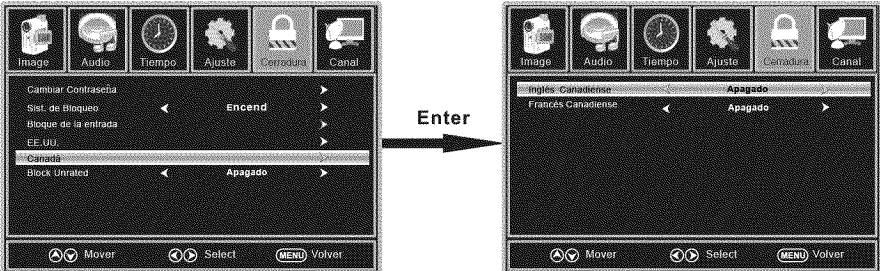 Image Audio Tiempo Ajuste Cerradura Canal
Cambiar Contraseña
Sist. de Bloqueo Encend
Bloque de la entrada
EE.UU.
Canadá
Block Unrated Apagado
Mover Select MENU Volver
Enter
Image Audio Tiempo Ajuste Cerradura Canal
Inglés Canadiense Apagado
Francés Canadiense Apagado
Mover Select MENU Volver